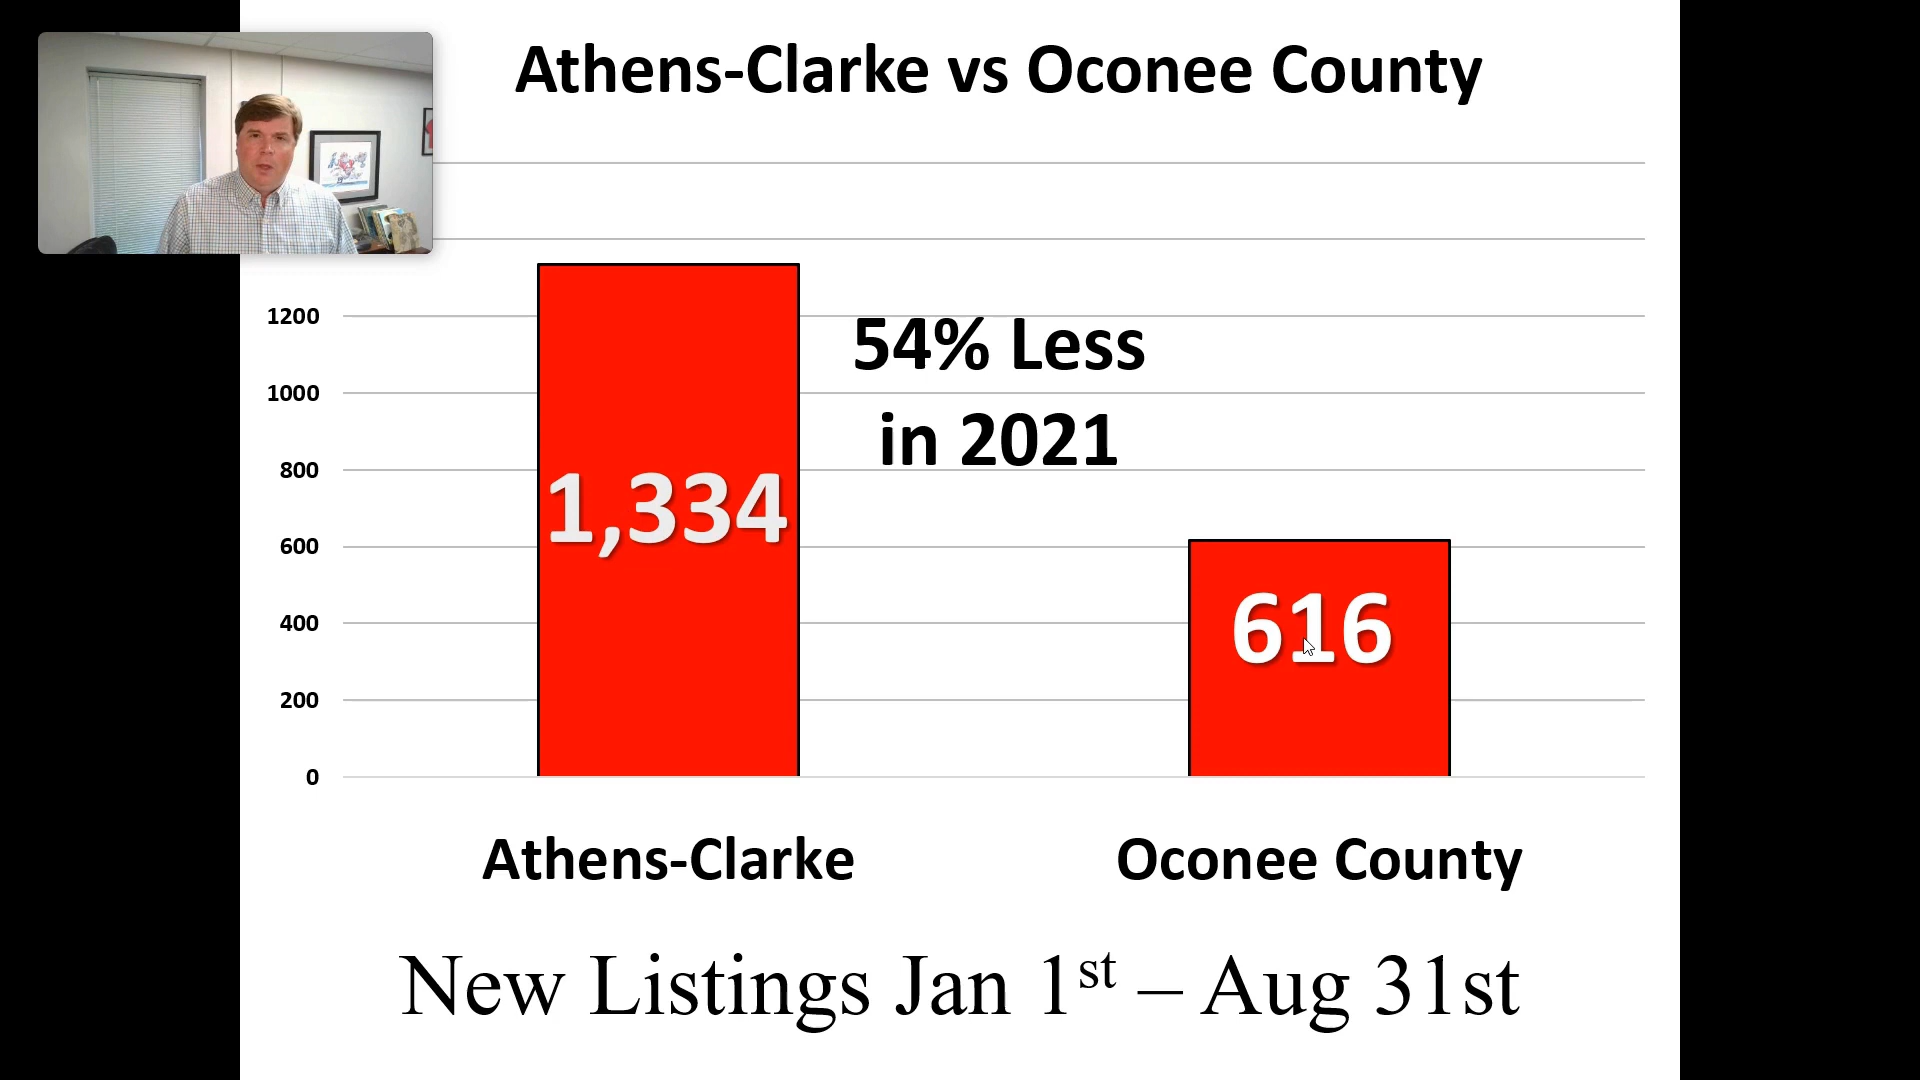 Athens-Clarke vs Oconee County
1200
1000
800
600
400
200
0
54% Less
in 2021
1,334
616
Athens-Clarke
Oconee County
New Listings Jan 1st – Aug 31st